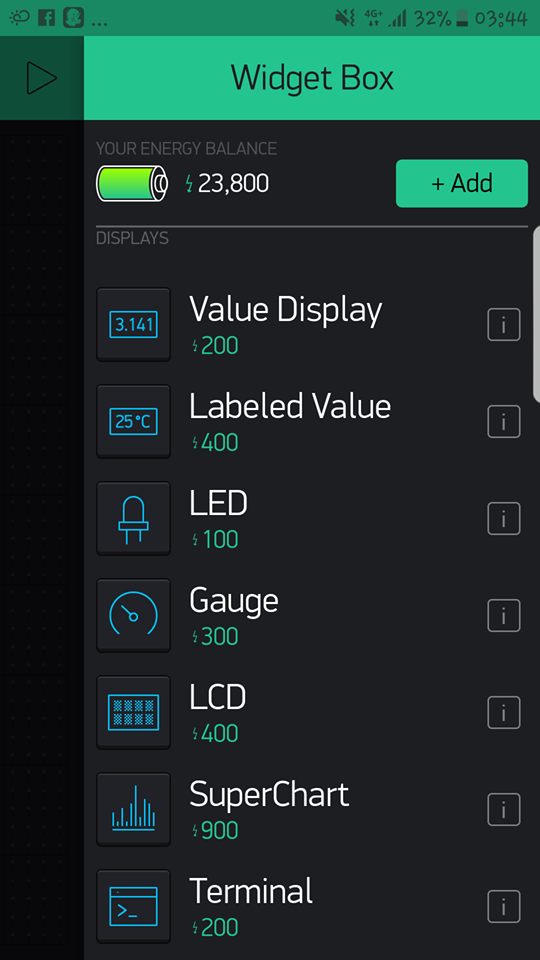 ... 4G+ 32% 03:44
Widget Box
YOUR ENERGY BALANCE
23,800
+ Add
DISPLAYS
3.141
Value Display
200
i
25°C
Labeled Value
400
i
LED
100
i
Gauge
300
i
LCD
400
i
SuperChart
900
i
>_
Terminal
200
i